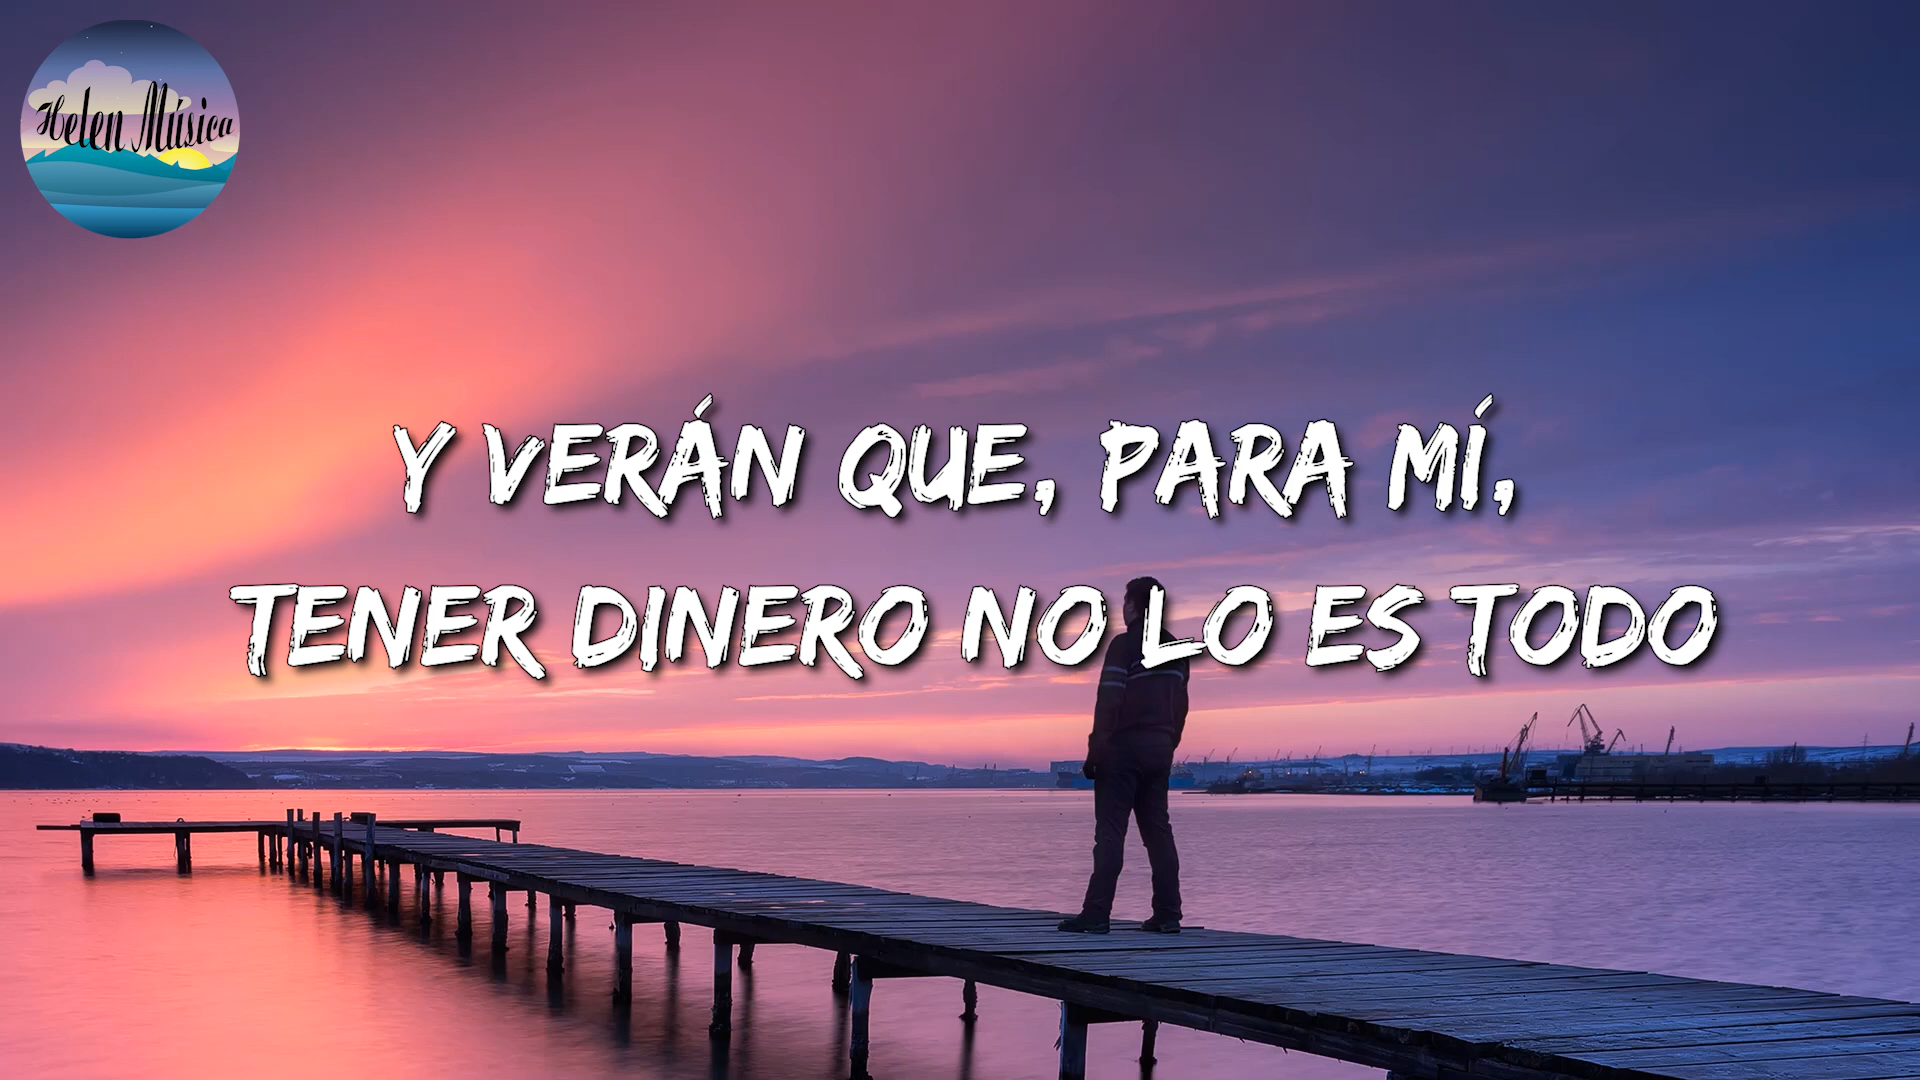 Helen Música
Y VERÁN QUE, PARA MÍ,
TENER DINERO NO LO ES TODO